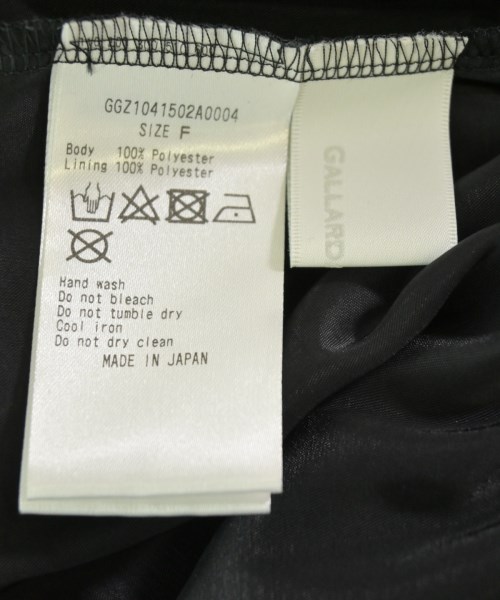 GGZ1041502A0004
SIZE F
Body 100% Polyester
Lining 100% Polyester
Hand wash
Do not bleach
Do not tumble dry
Cool iron
Do not dry clean
MADE IN JAPAN
GALLARD